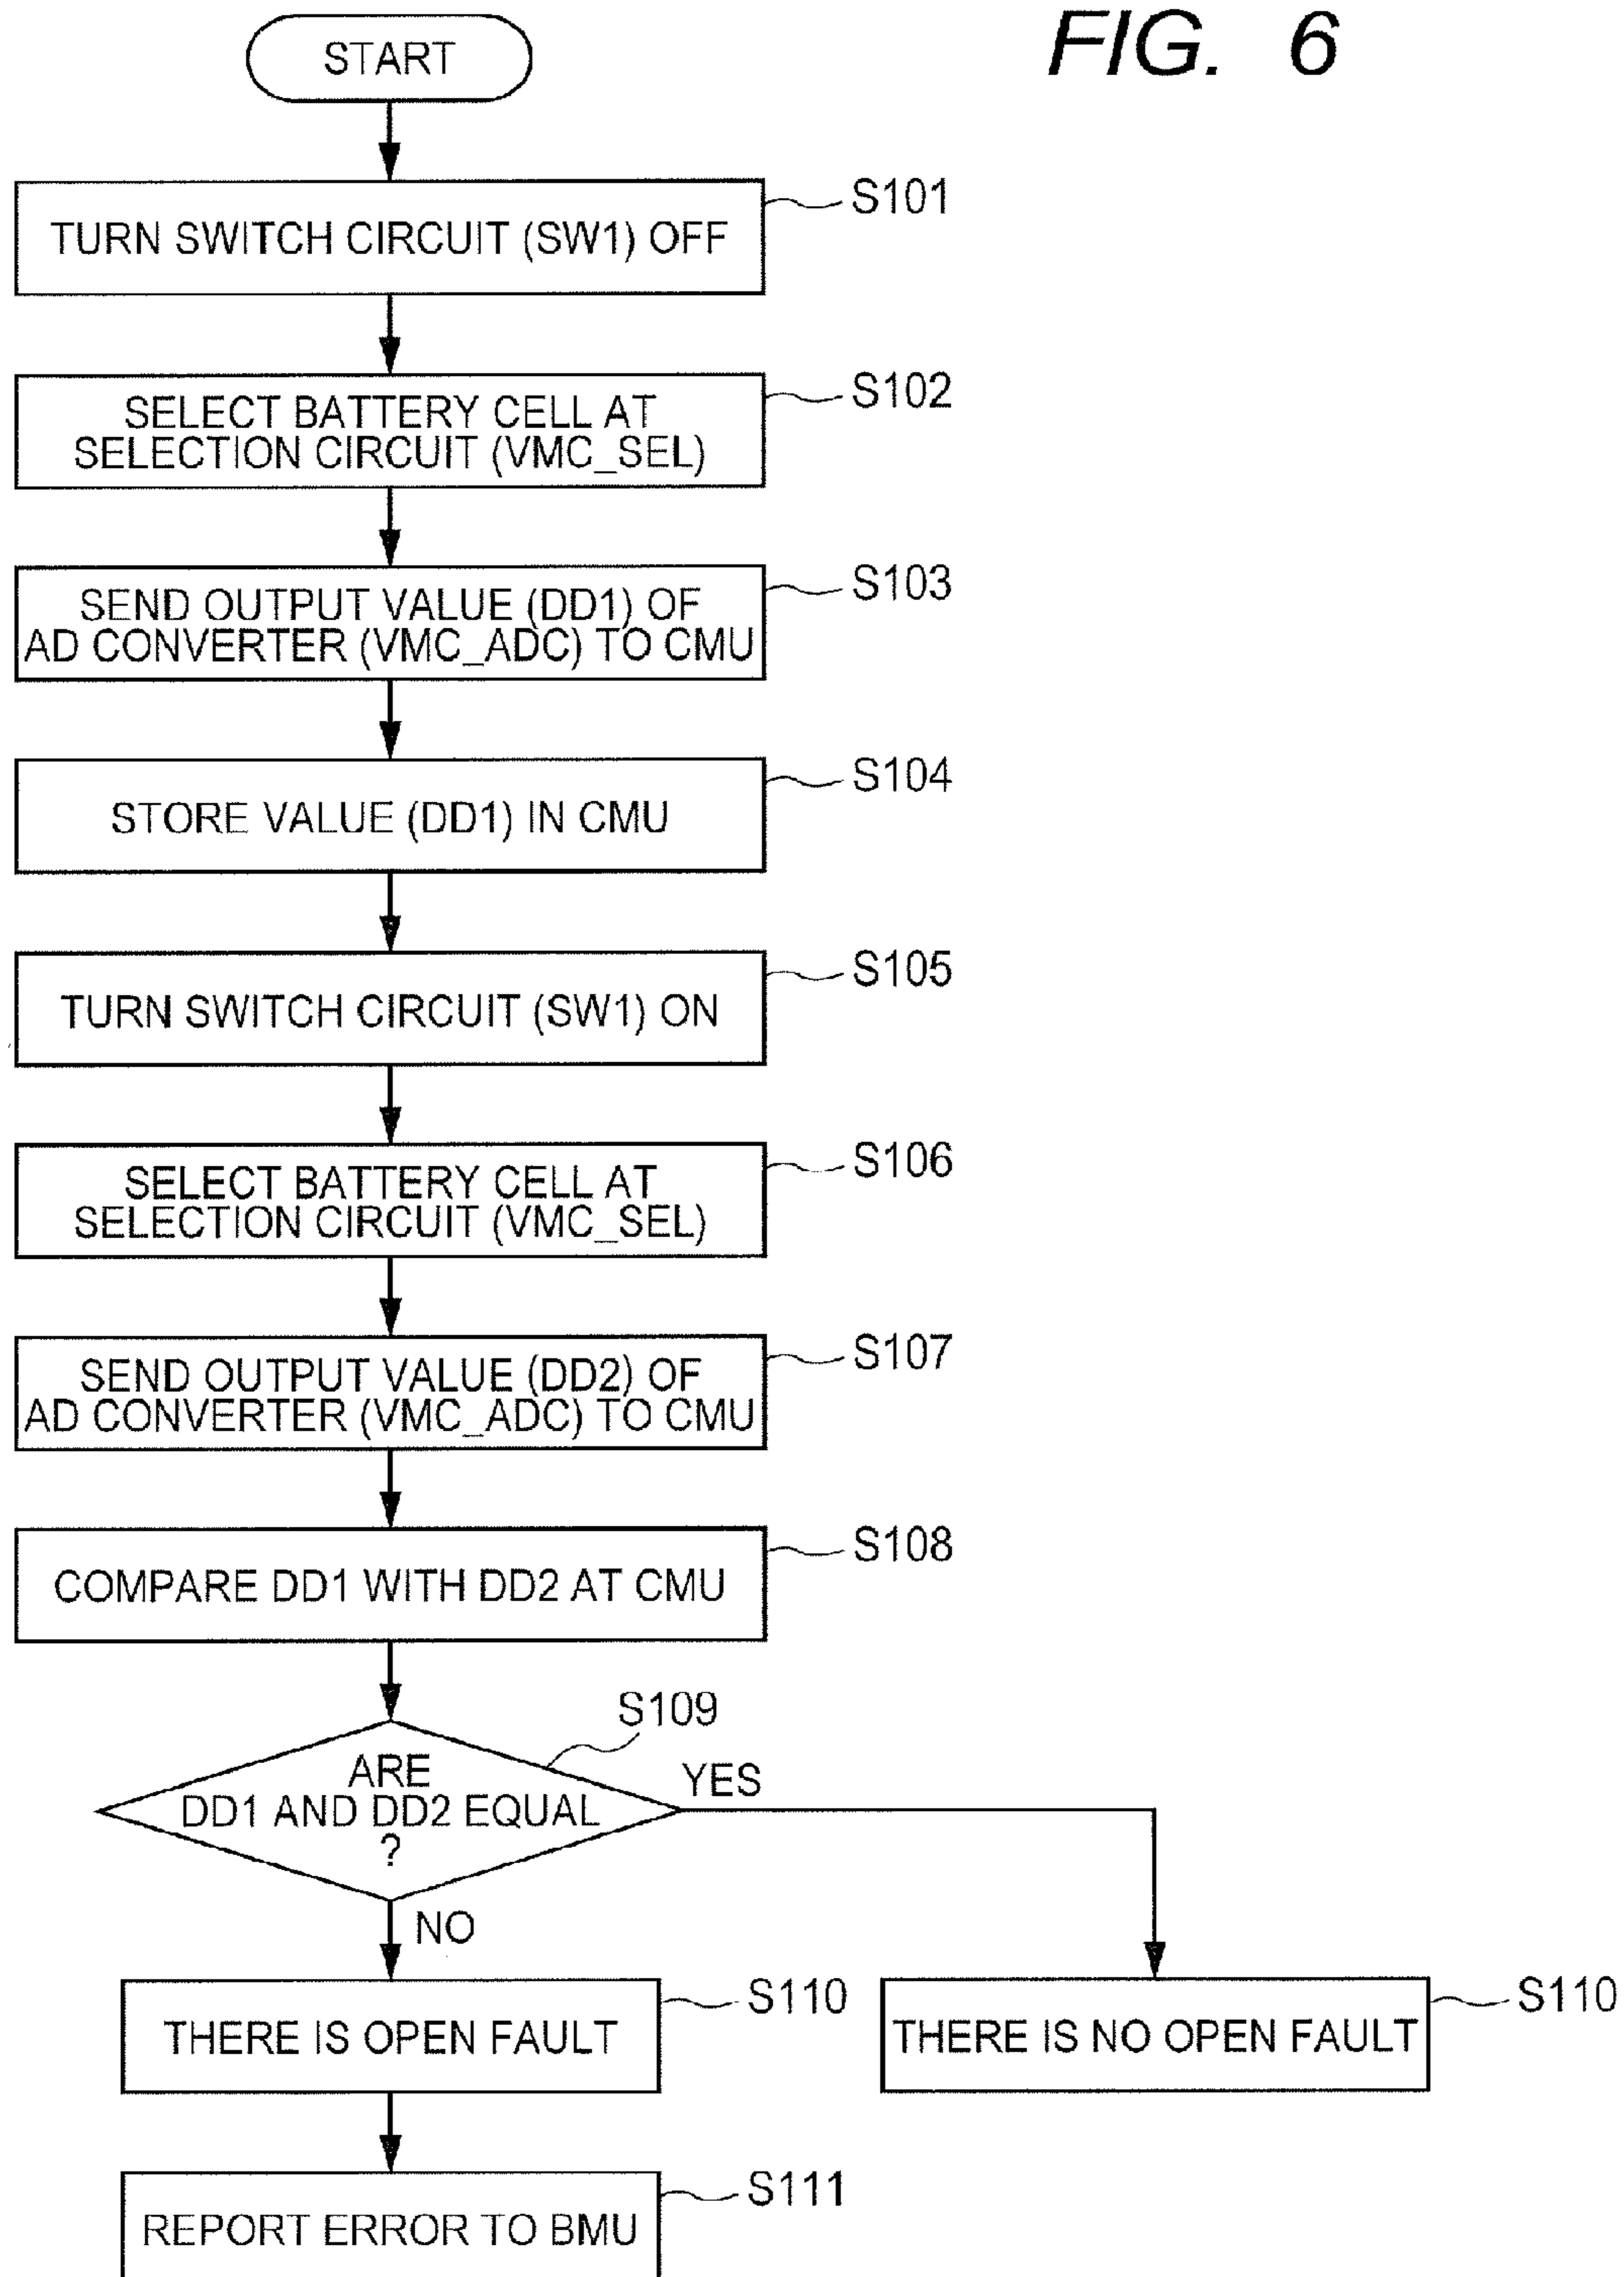 FIG. 6
START
S101
TURN SWITCH CIRCUIT (SW1) OFF
S102
SELECT BATTERY CELL AT
SELECTION CIRCUIT (VMC_SEL)
S103
SEND OUTPUT VALUE (DD1) OF
AD CONVERTER (VMC_ADC) TO CMU
S104
STORE VALUE (DD1) IN CMU
S105
TURN SWITCH CIRCUIT (SW1) ON
S106
SELECT BATTERY CELL AT
SELECTION CIRCUIT (VMC_SEL)
S107
SEND OUTPUT VALUE (DD2) OF
AD CONVERTER (VMC_ADC) TO CMU
S108
COMPARE DD1 WITH DD2 AT CMU
S109
ARE
DD1 AND DD2 EQUAL
?
YES
NO
S110
THERE IS OPEN FAULT
S110
THERE IS NO OPEN FAULT
S111
REPORT ERROR TO BMU